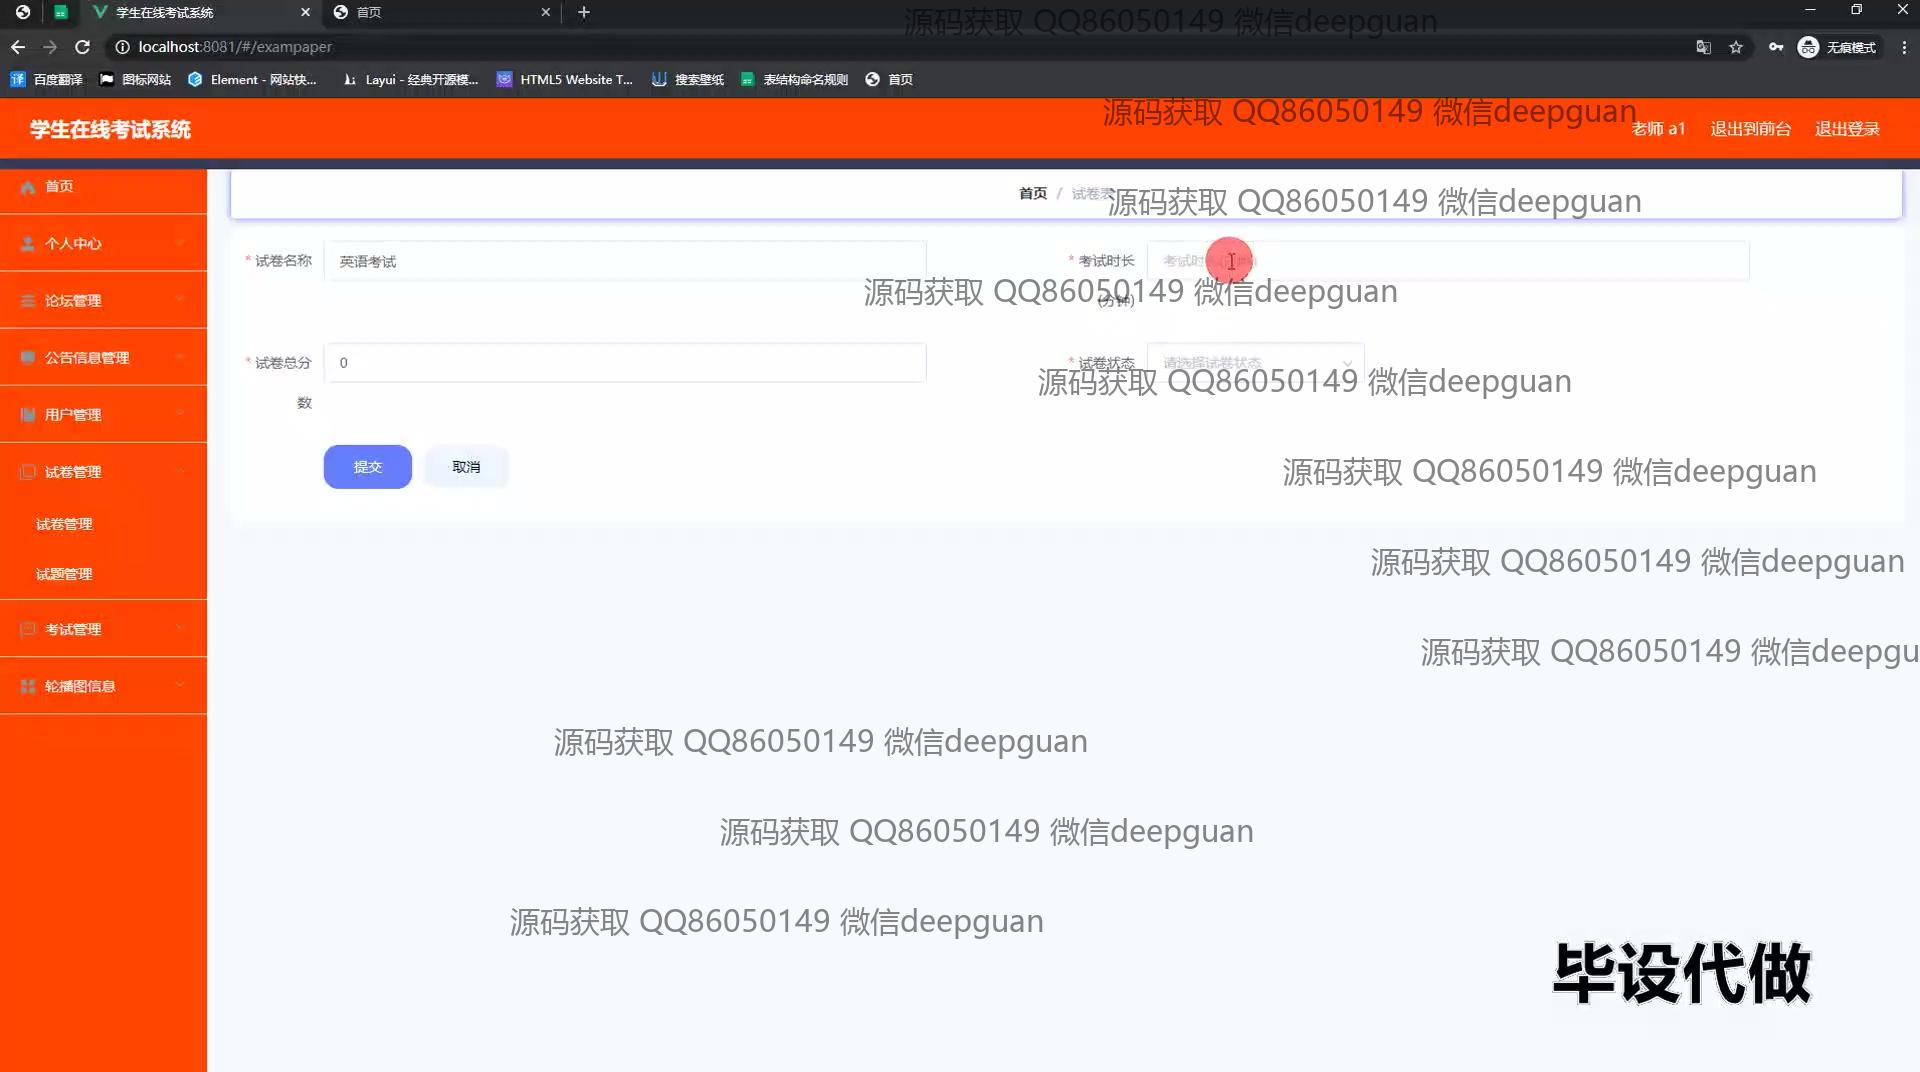 学生在线考试系统
首页
localhost:8081/#/exampaper
无痕模式
百度翻译
图标网站
Element - 网站快...
Layui - 经典开源模...
HTML5 Website T...
搜索壁纸
表结构命名规则
首页
源码获取 QQ86050149 微信deepguan
学生在线考试系统
源码获取 QQ86050149 微信deepguan
老师 a1
退出到前台
退出登录
首页
个人中心
论坛管理
公告信息管理
用户管理
试卷管理
试卷管理
试题管理
考试管理
轮播图信息
首页 / 试卷表
源码获取 QQ86050149 微信deepguan
* 试卷名称
英语考试
* 考试时长
(分钟)
考试时
源码获取 QQ86050149 微信deepguan
* 试卷总分
数
0
* 试卷状态
请选择试卷状态
源码获取 QQ86050149 微信deepguan
提交
取消
源码获取 QQ86050149 微信deepguan
源码获取 QQ86050149 微信deepguan
源码获取 QQ86050149 微信deepgu
源码获取 QQ86050149 微信deepguan
源码获取 QQ86050149 微信deepguan
源码获取 QQ86050149 微信deepguan
毕设代做